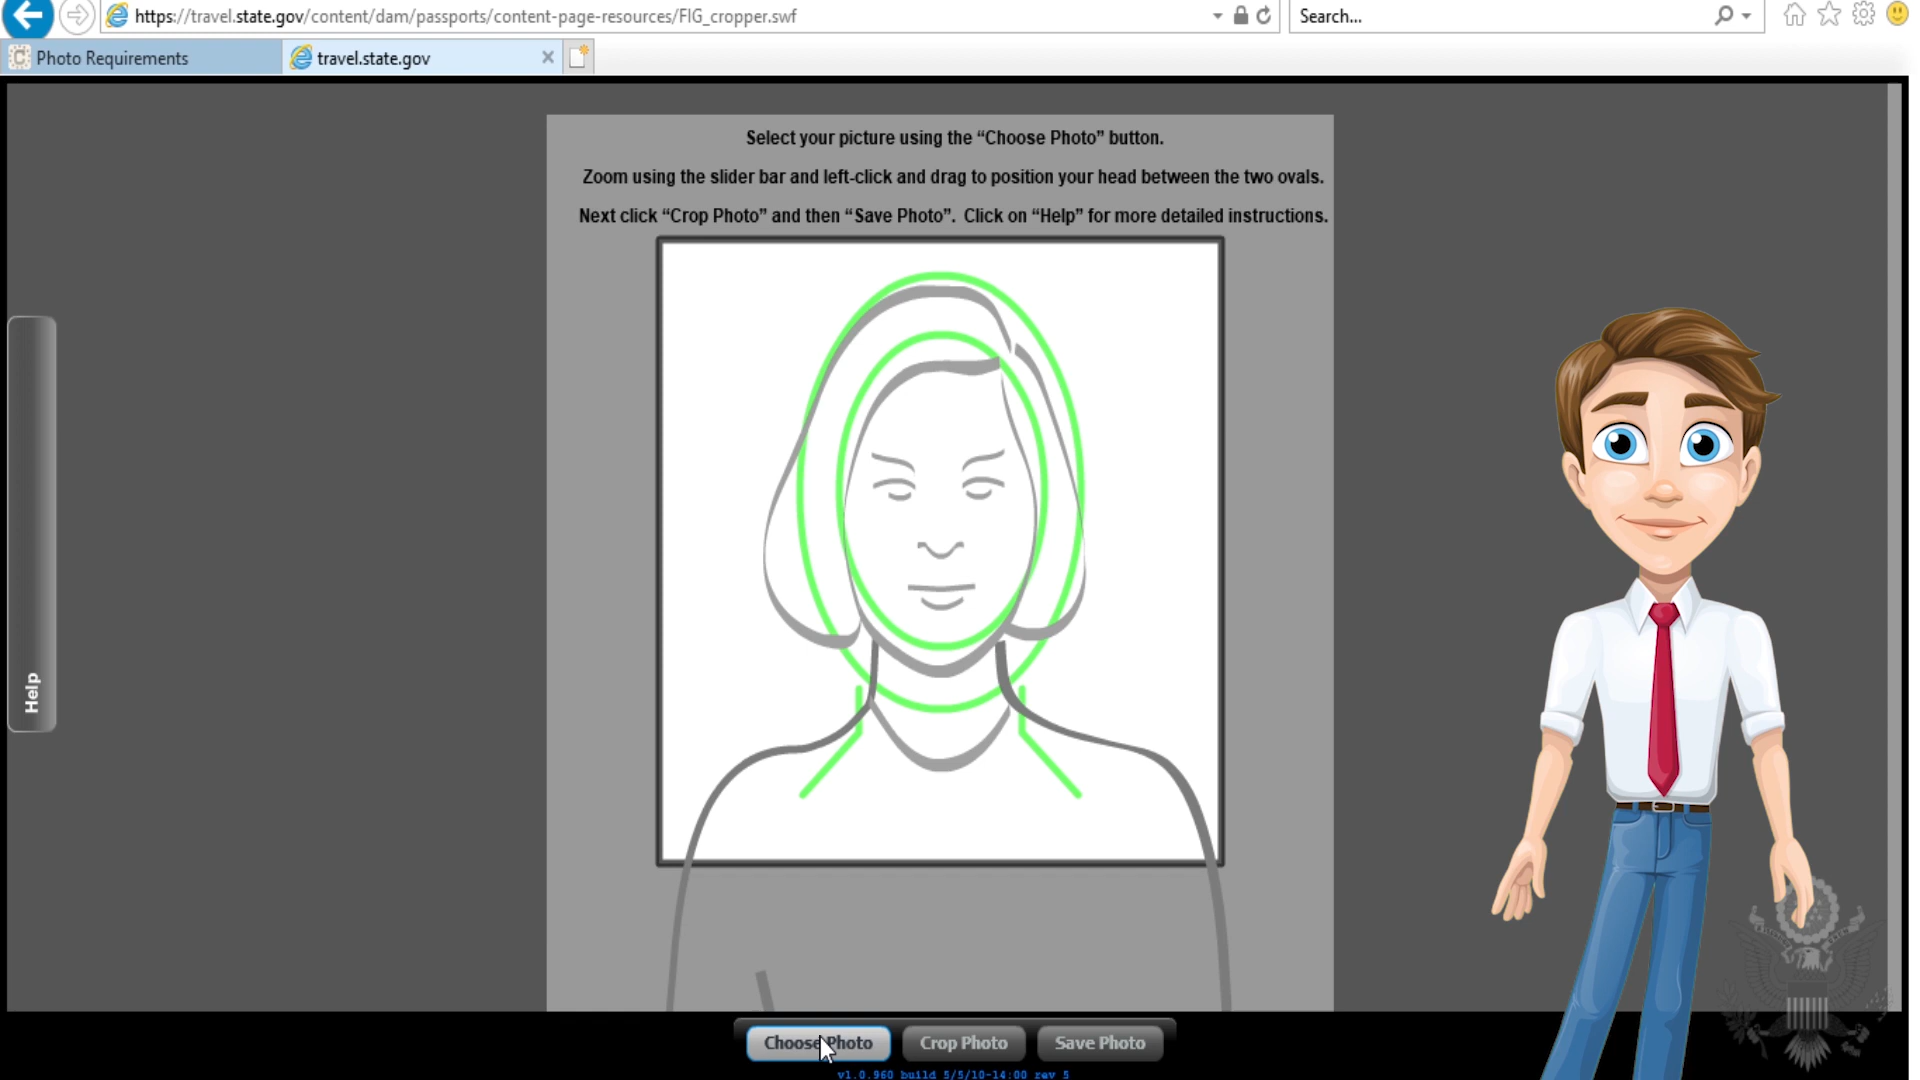 https://travel.state.gov/content/dam/passports/content-page-resources/FIG_cropper.swf
Search...
Photo Requirements
travel.state.gov
Select your picture using the “Choose Photo” button.
Zoom using the slider bar and left-click and drag to position your head between the two ovals.
Next click “Crop Photo” and then “Save Photo”. Click on “Help” for more detailed instructions.
Help
Choose Photo
Crop Photo
Save Photo
v1.0.960 build 5/5/10-14:00 rev 5